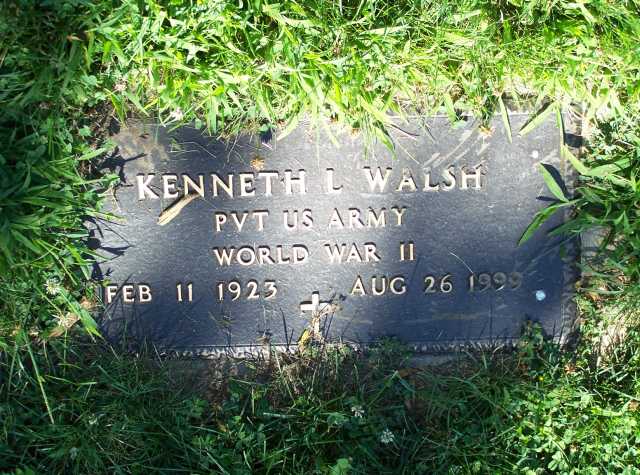 KENNETH L WALSH
PVT US ARMY
WORLD WAR II
FEB 11 1923 AUG 26 1999